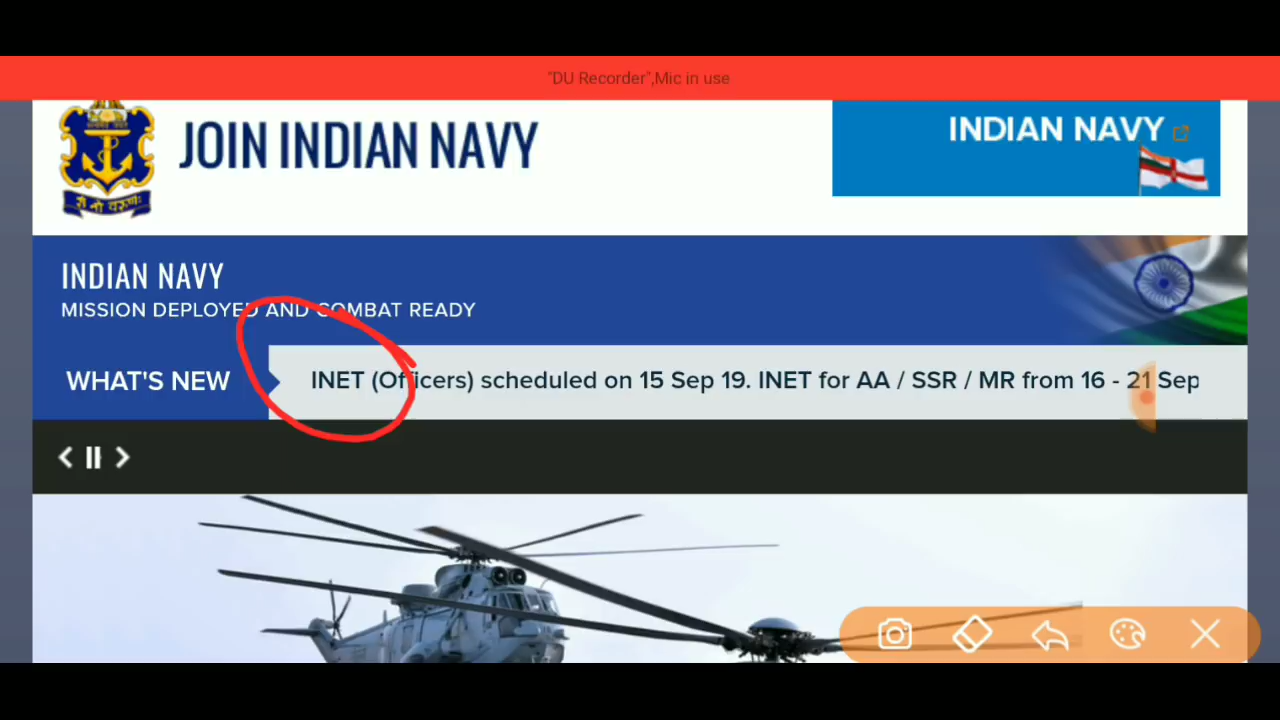 "DU Recorder",Mic in use
JOIN INDIAN NAVY
INDIAN NAVY
INDIAN NAVY
MISSION DEPLOYED AND COMBAT READY
WHAT'S NEW
INET (Officers) scheduled on 15 Sep 19. INET for AA / SSR / MR from 16 - 21 Sep
शं नो वरुणः